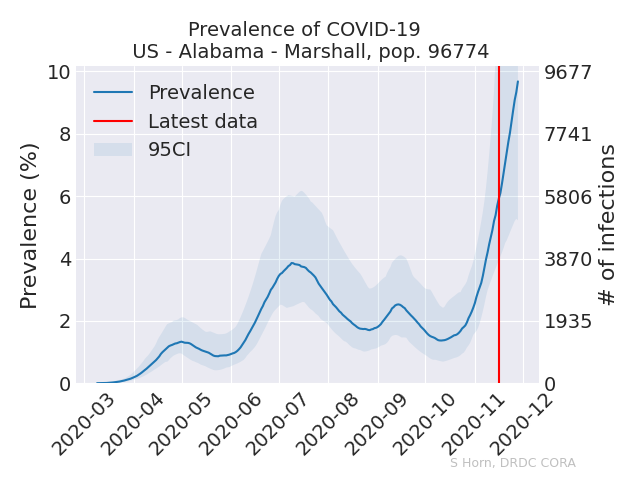 Prevalence of COVID-19
US - Alabama - Marshall, pop. 96774
Prevalence
Latest data
95CI
Prevalence (%)
10
8
6
4
2
0
9677
7741
5806
3870
1935
0
# of infections
2020-03
2020-04
2020-05
2020-06
2020-07
2020-08
2020-09
2020-10
2020-11
2020-12
S Horn, DRDC CORA